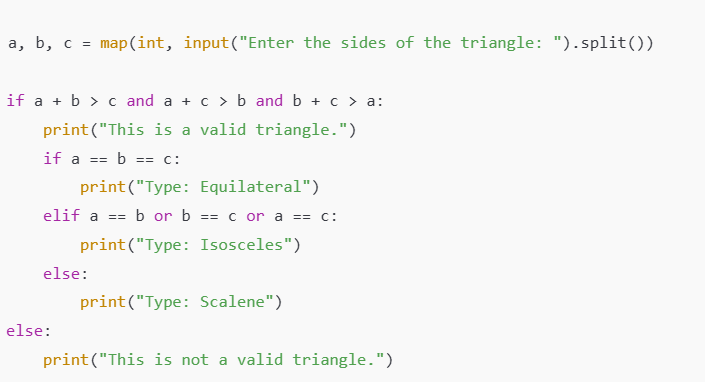 a, b, c = map(int, input("Enter the sides of the triangle: ").split())
if a + b > c and a + c > b and b + c > a:
    print("This is a valid triangle.")
    if a == b == c:
        print("Type: Equilateral")
    elif a == b or b == c or a == c:
        print("Type: Isosceles")
    else:
        print("Type: Scalene")
else:
    print("This is not a valid triangle.")